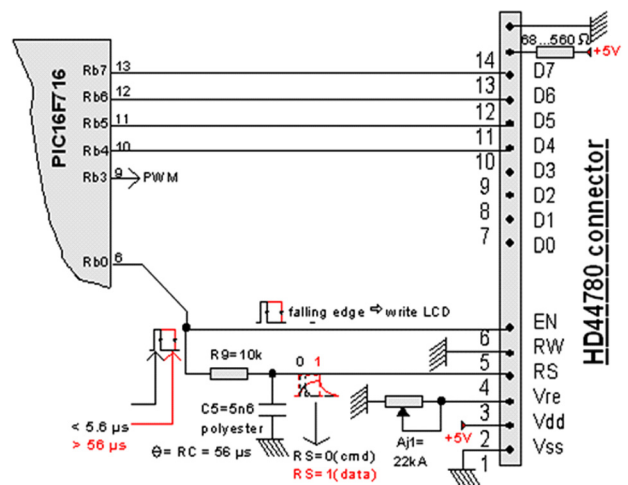 68...560 Ω
+5V
PIC16F716
Rb7 13
14
D7
Rb6 12
13
D6
Rb5 11
12
D5
Rb4 10
11
D4
Rb3 9
PWM
10
D3
9
D2
8
D1
7
D0
Rb0 6
HD44780 connector
falling edge ⇨ write LCD
EN
6
RW
R9=10k
0 1
5
RS
< 5.6 µs
> 56 µs
C5=5n6
polyester
4
Vre
3
Vdd
+5V
Aj1=
22kA
2
Vss
1
θ= RC = 56 µs
RS=0(cmd)
RS=1(data)